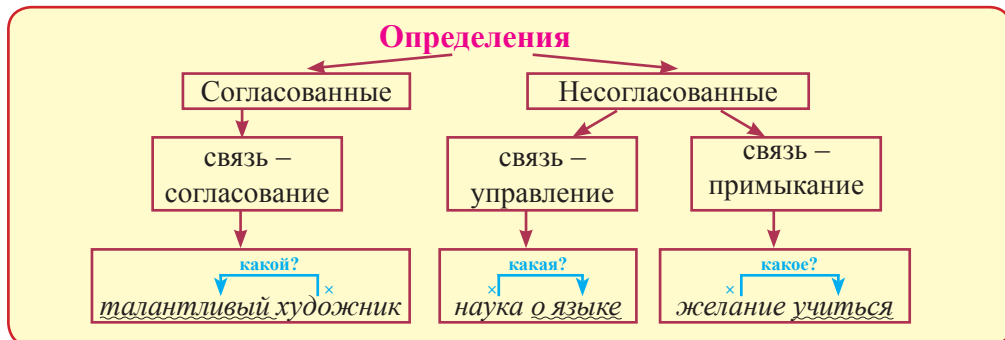 Определения
Согласованные
Несогласованные
связь –
согласование
связь –
управление
связь –
примыкание
какой?
×
талантливый художник
какая?
×
наука о языке
какое?
×
желание учиться